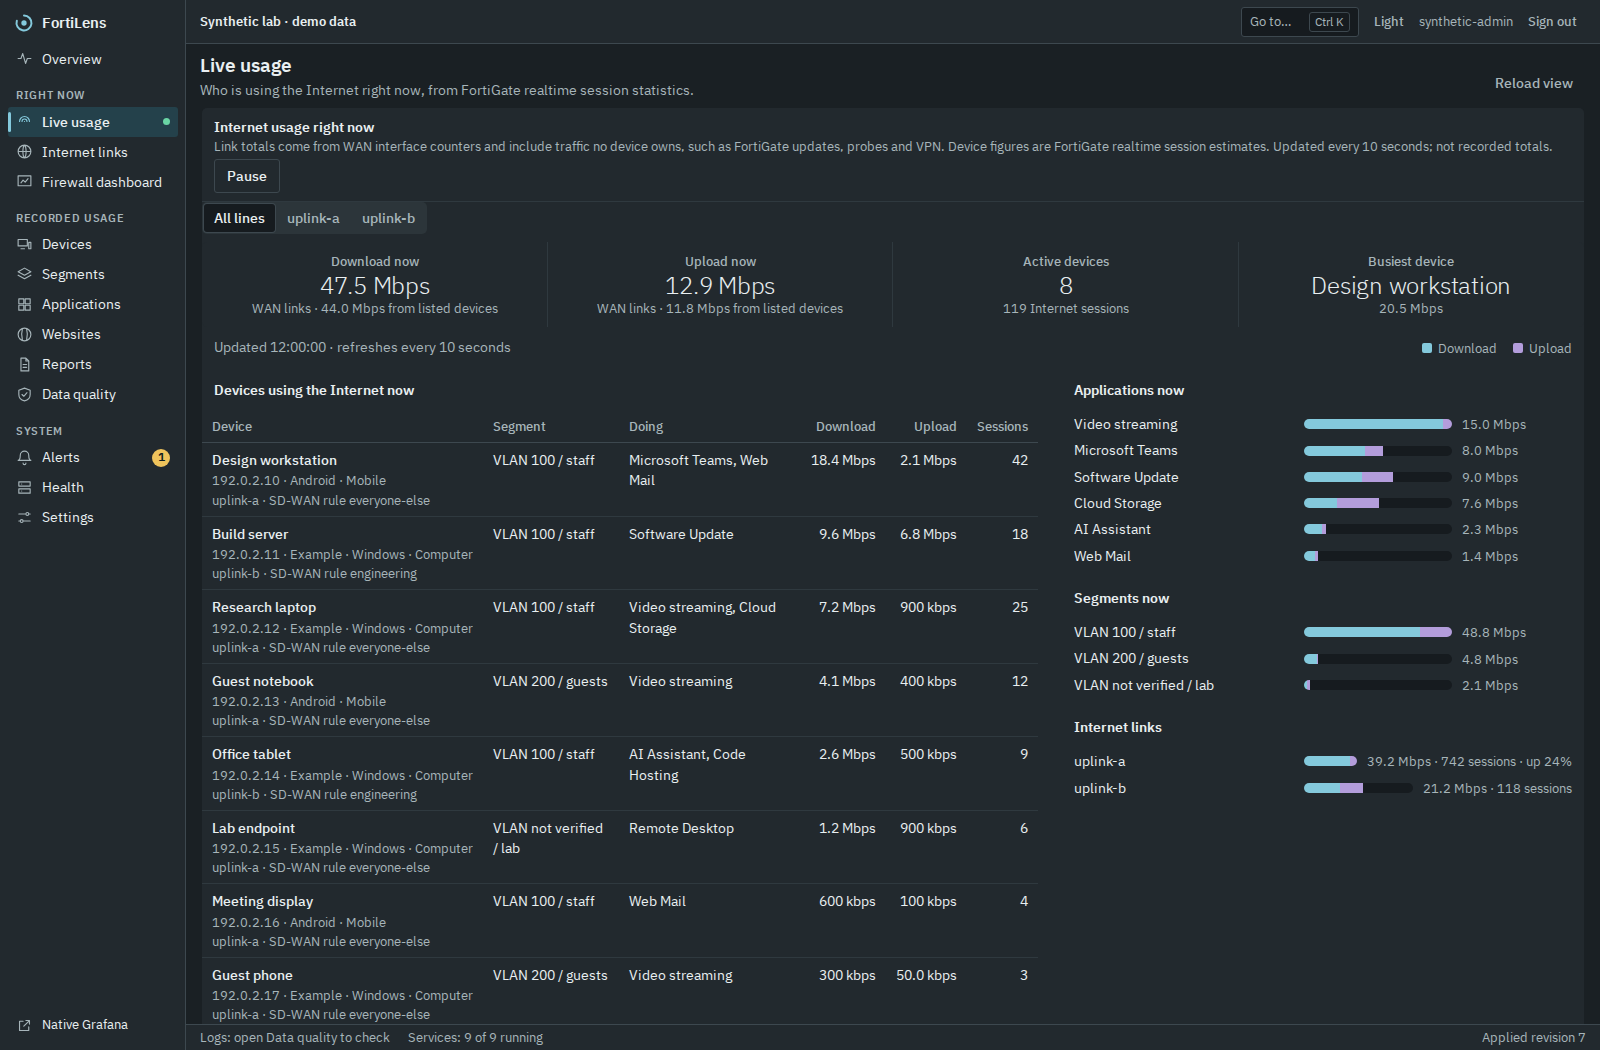 FortiLens
Overview
RIGHT NOW
Live usage
Internet links
Firewall dashboard
RECORDED USAGE
Devices
Segments
Applications
Websites
Reports
Data quality
SYSTEM
Alerts 1
Health
Settings
Native Grafana
Synthetic lab · demo data
Go to... Ctrl K Light synthetic-admin Sign out
Live usage
Who is using the Internet right now, from FortiGate realtime session statistics.
Reload view
Internet usage right now
Link totals come from WAN interface counters and include traffic no device owns, such as FortiGate updates, probes and VPN. Device figures are FortiGate realtime session estimates. Updated every 10 seconds; not recorded totals.
Pause
All lines uplink-a uplink-b
Download now
47.5 Mbps
WAN links · 44.0 Mbps from listed devices
Upload now
12.9 Mbps
WAN links · 11.8 Mbps from listed devices
Active devices
8
119 Internet sessions
Busiest device
Design workstation
20.5 Mbps
Updated 12:00:00 · refreshes every 10 seconds
Download Upload
Devices using the Internet now
Device Segment Doing Download Upload Sessions
Design workstation VLAN 100 / staff Microsoft Teams, Web 18.4 Mbps 2.1 Mbps 42
192.0.2.10 · Android · Mobile Mail
uplink-a · SD-WAN rule everyone-else
Build server VLAN 100 / staff Software Update 9.6 Mbps 6.8 Mbps 18
192.0.2.11 · Example · Windows · Computer
uplink-b · SD-WAN rule engineering
Research laptop VLAN 100 / staff Video streaming, Cloud 7.2 Mbps 900 kbps 25
192.0.2.12 · Example · Windows · Computer Storage
uplink-a · SD-WAN rule everyone-else
Guest notebook VLAN 200 / guests Video streaming 4.1 Mbps 400 kbps 12
192.0.2.13 · Android · Mobile
uplink-a · SD-WAN rule everyone-else
Office tablet VLAN 100 / staff AI Assistant, Code 2.6 Mbps 500 kbps 9
192.0.2.14 · Example · Windows · Computer Hosting
uplink-b · SD-WAN rule engineering
Lab endpoint VLAN not verified Remote Desktop 1.2 Mbps 900 kbps 6
192.0.2.15 · Example · Windows · Computer / lab
uplink-a · SD-WAN rule everyone-else
Meeting display VLAN 100 / staff Web Mail 600 kbps 100 kbps 4
192.0.2.16 · Android · Mobile
uplink-a · SD-WAN rule everyone-else
Guest phone VLAN 200 / guests Video streaming 300 kbps 50.0 kbps 3
192.0.2.17 · Example · Windows · Computer
uplink-a · SD-WAN rule everyone-else
Applications now
Video streaming 15.0 Mbps
Microsoft Teams 8.0 Mbps
Software Update 9.0 Mbps
Cloud Storage 7.6 Mbps
AI Assistant 2.3 Mbps
Web Mail 1.4 Mbps
Segments now
VLAN 100 / staff 48.8 Mbps
VLAN 200 / guests 4.8 Mbps
VLAN not verified / lab 2.1 Mbps
Internet links
uplink-a 39.2 Mbps · 742 sessions · up 24%
uplink-b 21.2 Mbps · 118 sessions
Logs: open Data quality to check Services: 9 of 9 running Applied revision 7